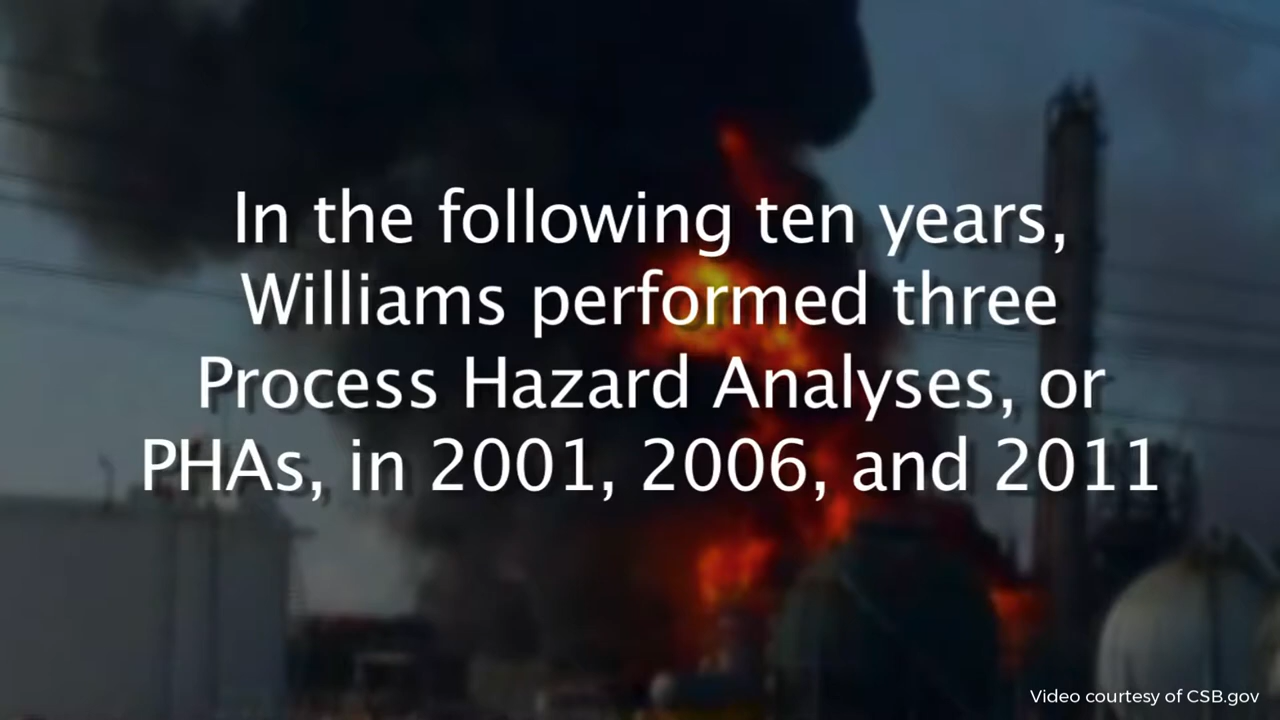 In the following ten years,
Williams performed three
Process Hazard Analyses, or
PHAs, in 2001, 2006, and 2011
Video courtesy of CSB.gov